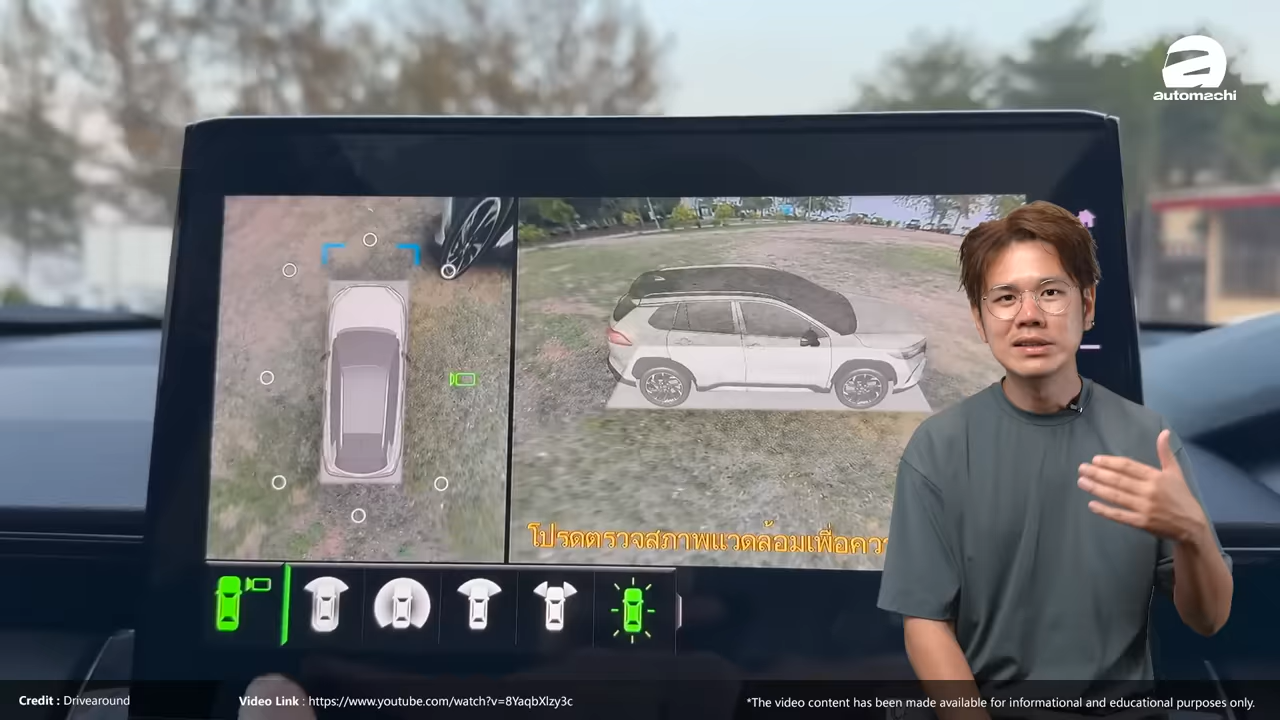 automachi
โปรดตรวจสภาพแวดล้อมเพื่อควา
Credit : Drivearound
Video Link : https://www.youtube.com/watch?v=8YaqbXlzy3c
*The video content has been made available for informational and educational purposes only.